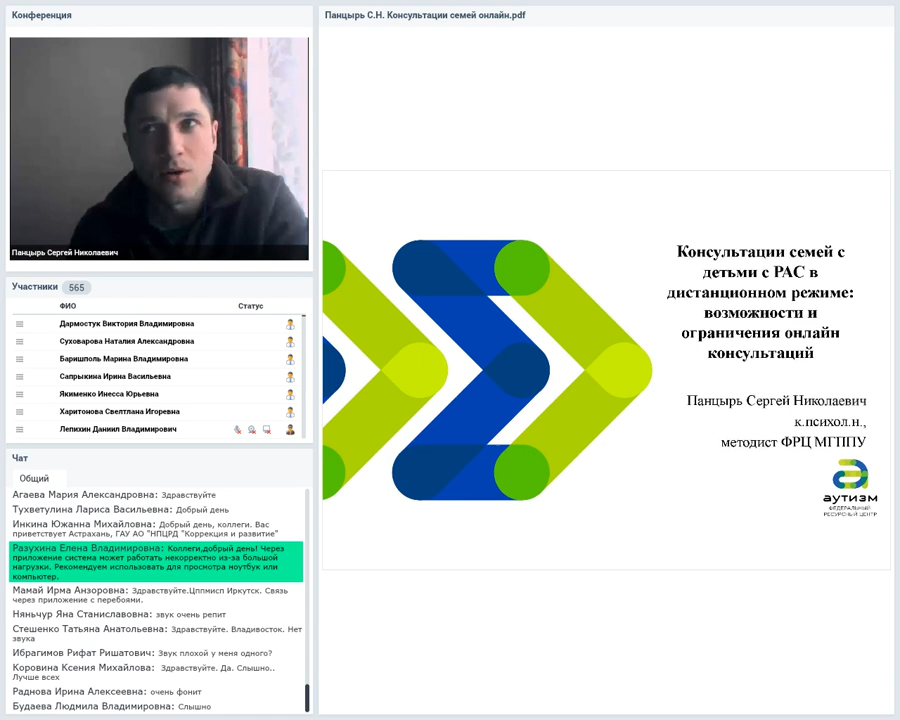 Конференция
Панцырь Сергей Николаевич
Участники 565
ФИО Статус
Дармостук Виктория Владимировна
Суховарова Наталия Александровна
Баришполь Марина Владимировна
Сапрыкина Ирина Васильевна
Якименко Инесса Юрьевна
Харитонова Свелтлана Игоревна
Лепихин Даниил Владимирович
Чат
Общий
Агаева Мария Александровна: Здравствуйте
Тухветулина Лариса Васильевна: Добрый день
Инкина Южанна Михайловна: Добрый день, коллеги. Вас
приветствует Астрахань, ГАУ АО "НПЦРД "Коррекция и развитие"
Разухина Елена Владимировна: Коллеги,добрый день! Через
приложение система может работать некорректно из-за большой
нагрузки. Рекомендуем использовать для просмотра ноутбук или
компьютер.
Мамай Ирма Анзоровна: Здравствуйте.Цппмисп Иркутск. Связь
через приложение с перебоями.
Няньчур Яна Станиславовна: звук очень репит
Стешенко Татьяна Анатольевна: Здравствуйте. Владивосток. Нет
звука
Ибрагимов Рифат Ришатович: Звук плохой у меня одного?
Коровина Ксения Михайлова: Здравствуйте. Да. Слышно..
Лучше всех
Раднова Ирина Алексеевна: очень фонит
Будаева Людмила Владимировна: Слышно
Панцырь С.Н. Консультации семей онлайн.pdf
Консультации семей с
детьми с РАС в
дистанционном режиме:
возможности и
ограничения онлайн
консультаций
Панцырь Сергей Николаевич
к.психол.н.,
методист ФРЦ МГППУ
аутизм
ФЕДЕРАЛЬНЫЙ
РЕСУРСНЫЙ ЦЕНТР